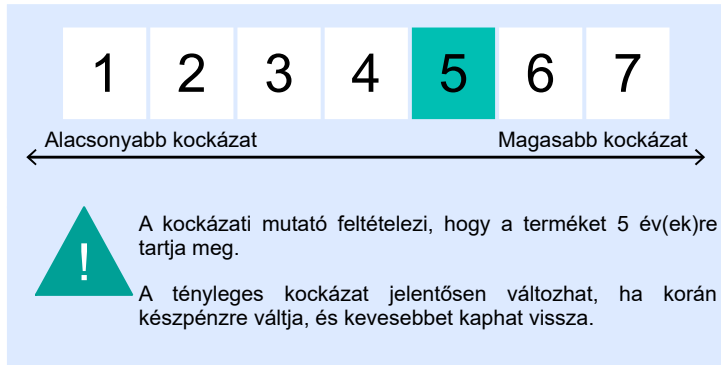 1 2 3 4 5 6 7
Alacsonyabb kockázat Magasabb kockázat
! A kockázati mutató feltételezi, hogy a terméket 5 év(ek)re
tartja meg.
A tényleges kockázat jelentősen változhat, ha korán
készpénzre váltja, és kevesebbet kaphat vissza.